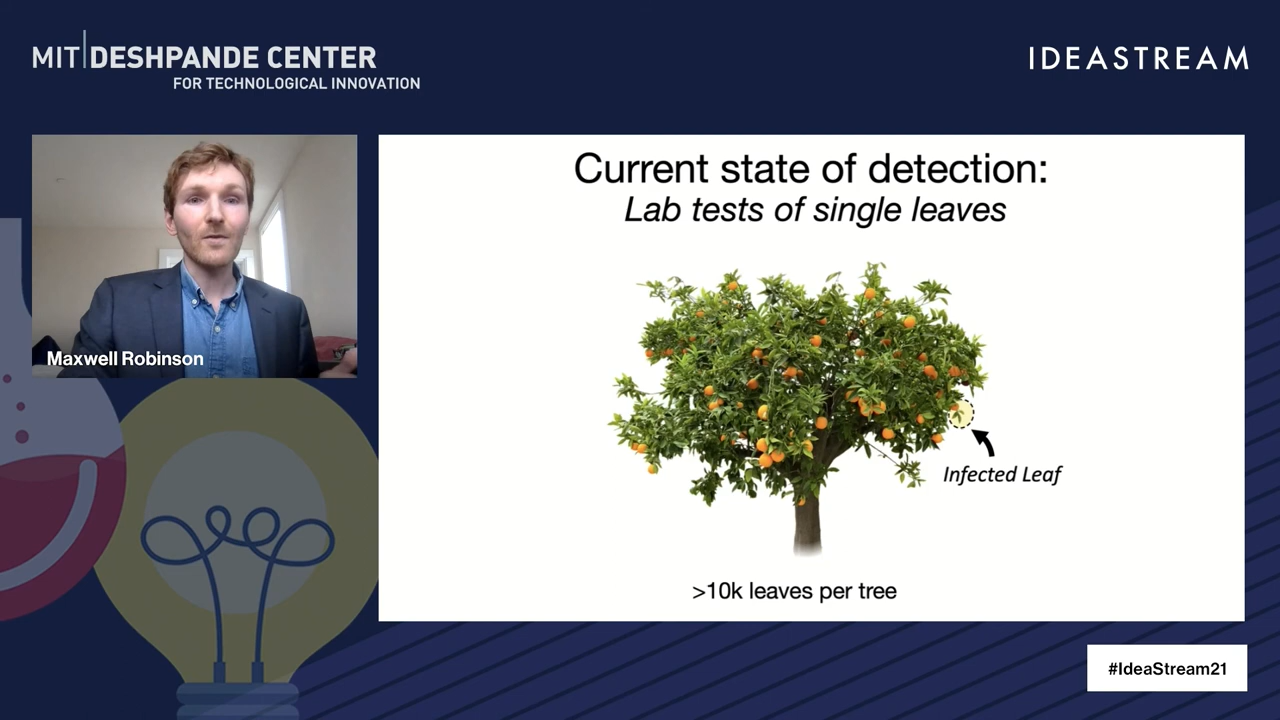 MIT DESHPANDE CENTER
FOR TECHNOLOGICAL INNOVATION
IDEASTREAM
Maxwell Robinson
Current state of detection:
Lab tests of single leaves
Infected Leaf
>10k leaves per tree
#IdeaStream21